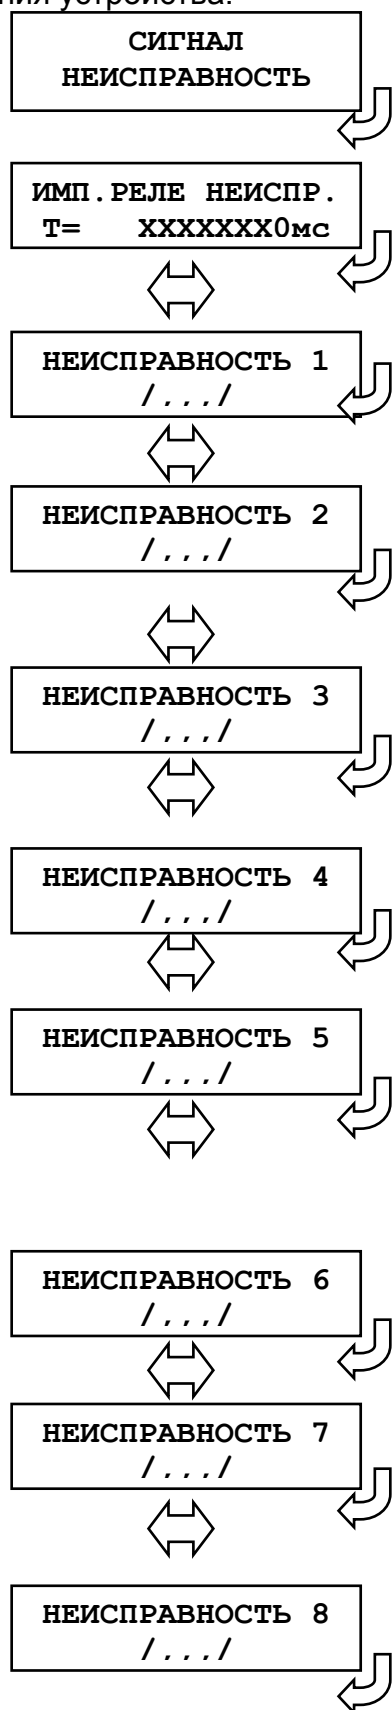 ния устройства.
СИГНАЛ
НЕИСПРАВНОСТЬ
ИМП.РЕЛЕ НЕИСПР.
Т= ХХХХХХХ0мс
НЕИСПРАВНОСТЬ 1
/,,,/
НЕИСПРАВНОСТЬ 2
/,,,/
НЕИСПРАВНОСТЬ 3
/,,,/
НЕИСПРАВНОСТЬ 4
/,,,/
НЕИСПРАВНОСТЬ 5
/,,,/
НЕИСПРАВНОСТЬ 6
/,,,/
НЕИСПРАВНОСТЬ 7
/,,,/
НЕИСПРАВНОСТЬ 8
/,,,/